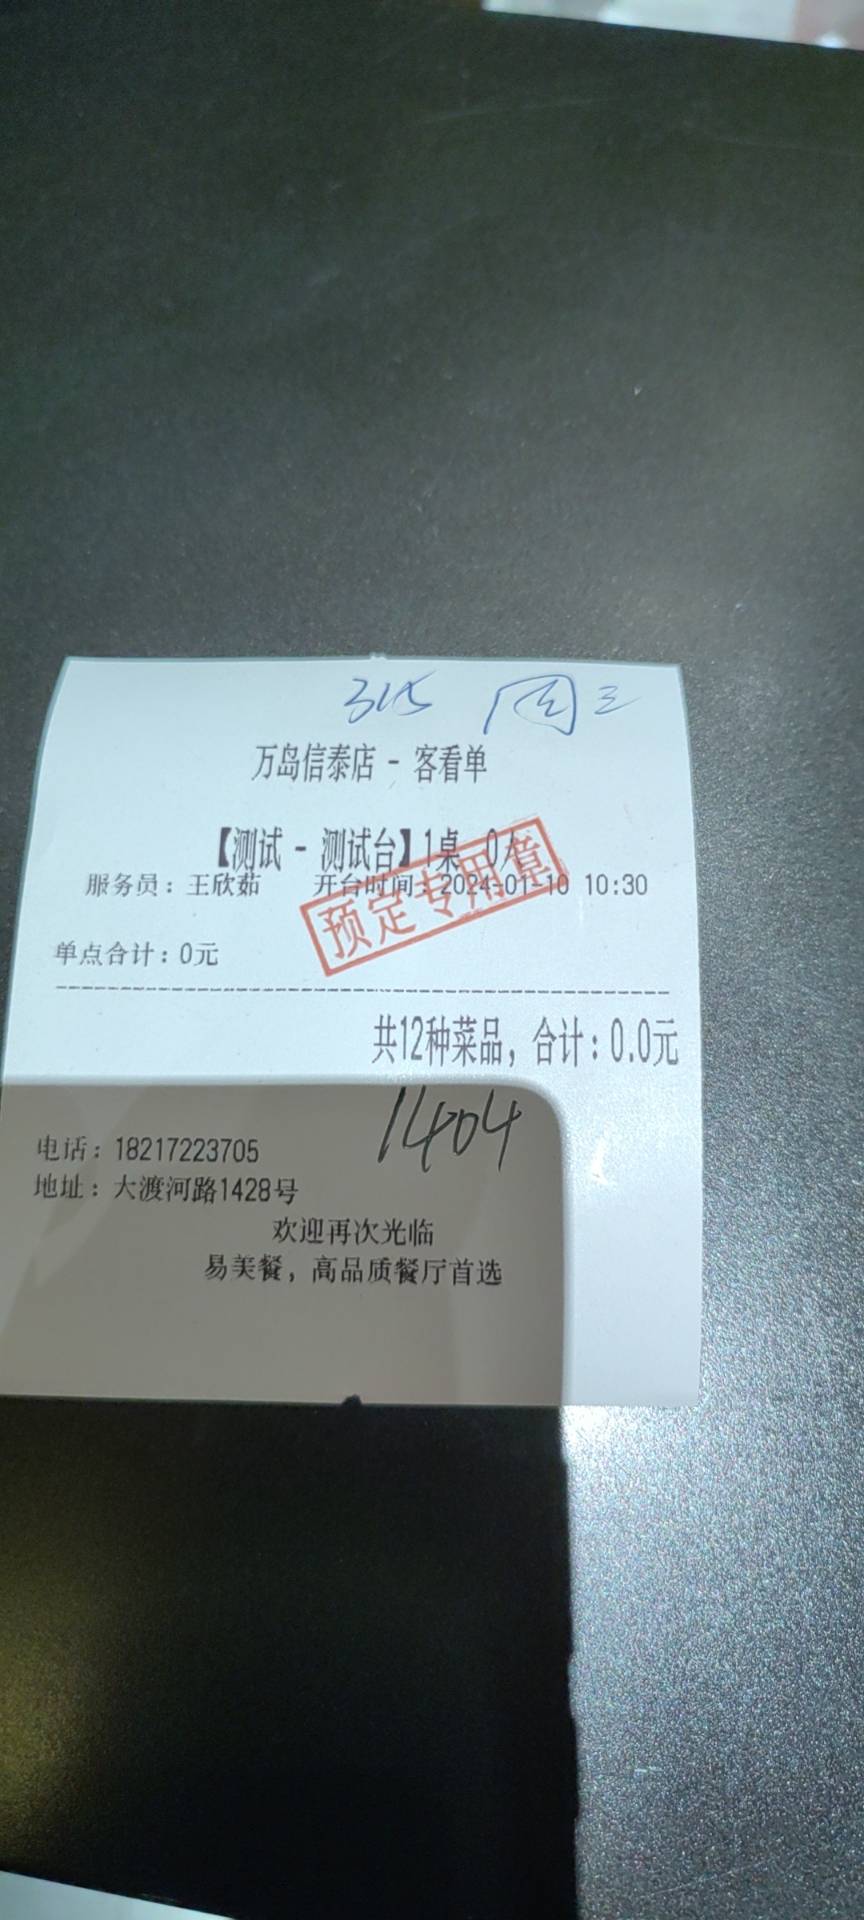 315 周三
万岛信泰店 - 客看单
【测试 - 测试台】1桌 0人
服务员：王欣茹 开台时间：2024-01-10 10:30
预定专用章
单点合计：0元
共12种菜品，合计：0.0元
1404
电话：18217223705
地址：大渡河路1428号
欢迎再次光临
易美餐，高品质餐厅首选